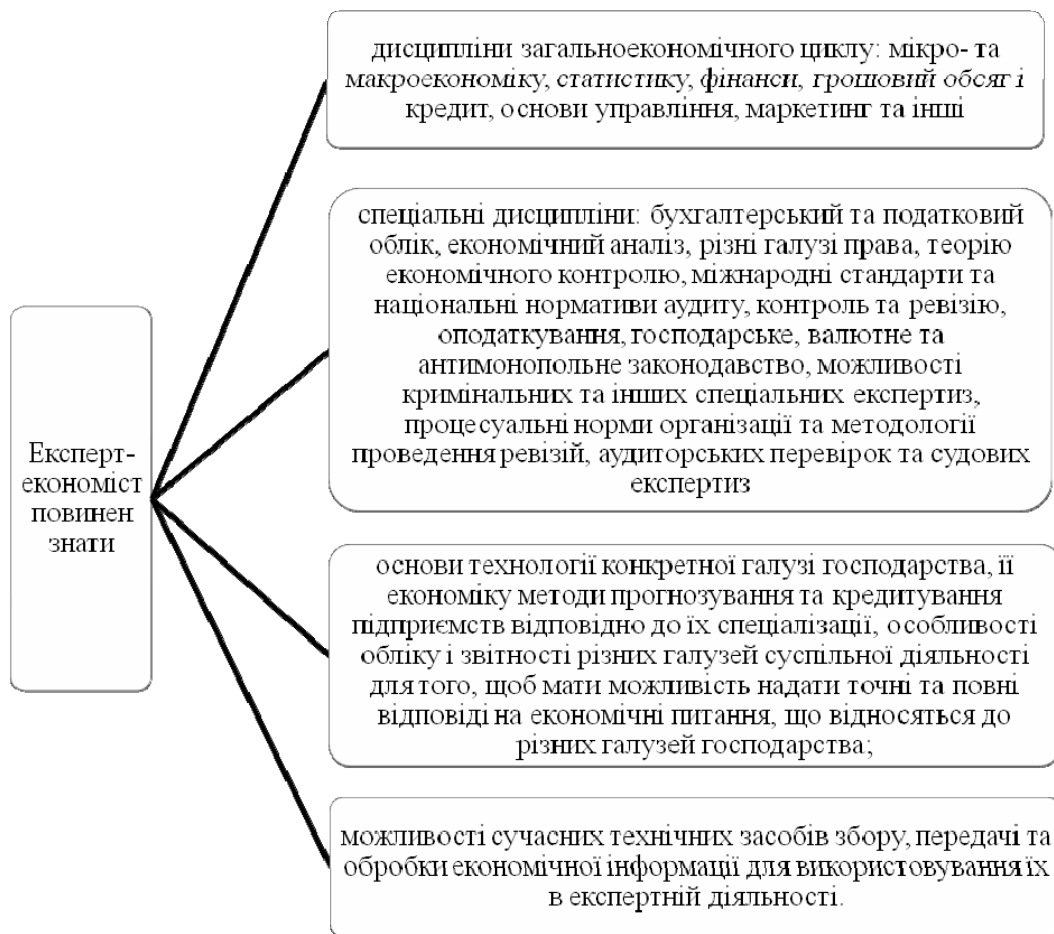 Експерт-
економіст
повинен
знати
дисципліни загальноекономічного циклу: мікро- та
макроекономіку, статистику, фінанси, грошовий обсяг і
кредит, основи управління, маркетинг та інші
спеціальні дисципліни: бухгалтерський та податковий
облік, економічний аналіз, різні галузі права, теорію
економічного контролю, міжнародні стандарти та
національні нормативи аудиту, контроль та ревізію,
оподаткування, господарське, валютне та
антимонопольне законодавство, можливості
кримінальних та інших спеціальних експертиз,
процесуальні норми організації та методології
проведення ревізій, аудиторських перевірок та судових
експертиз
основи технології конкретної галузі господарства, її
економіку методи прогнозування та кредитування
підприємств відповідно до їх спеціалізації, особливості
обліку і звітності різних галузей суспільної діяльності
для того, щоб мати можливість надати точні та повні
відповіді на економічні питання, що відносяться до
різних галузей господарства;
можливості сучасних технічних засобів збору, передачі та
обробки економічної інформації для використовування їх
в експертній діяльності.